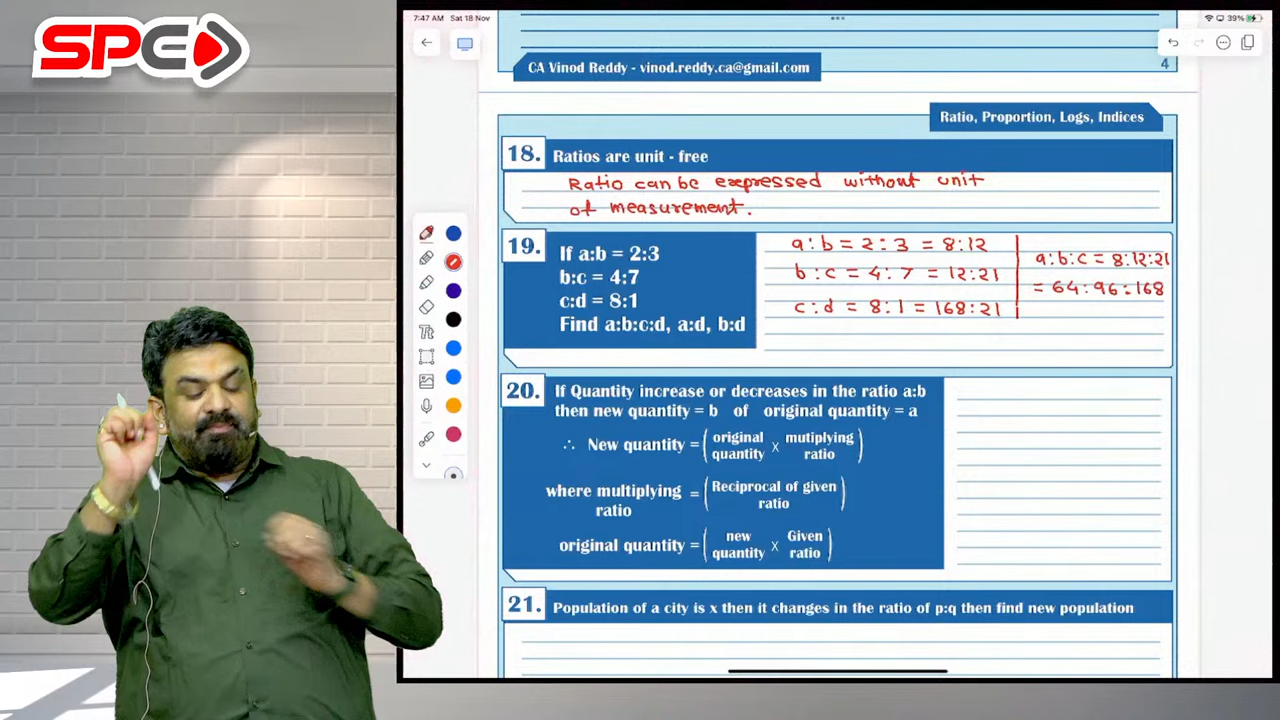 7:47 AM Sat 18 Nov
39%
SPE
CA Vinod Reddy - vinod.reddy.ca@gmail.com
4
Ratio, Proportion, Logs, Indices
18. Ratios are unit - free
Ratio can be expressed without unit
of measurement.
19. If a:b = 2:3
b:c = 4:7
c:d = 8:1
Find a:b:c:d, a:d, b:d
a:b = 2:3 = 8:12
b:c = 4:7 = 12:21
c:d = 8:1 = 168:21
a:b:c = 8:12:21
= 64:96:168
20. If Quantity increase or decreases in the ratio a:b
then new quantity = b of original quantity = a
∴ New quantity = (original quantity × mutiplying ratio)
where multiplying ratio = (Reciprocal of given ratio)
original quantity = (new quantity × Given ratio)
21. Population of a city is x then it changes in the ratio of p:q then find new population